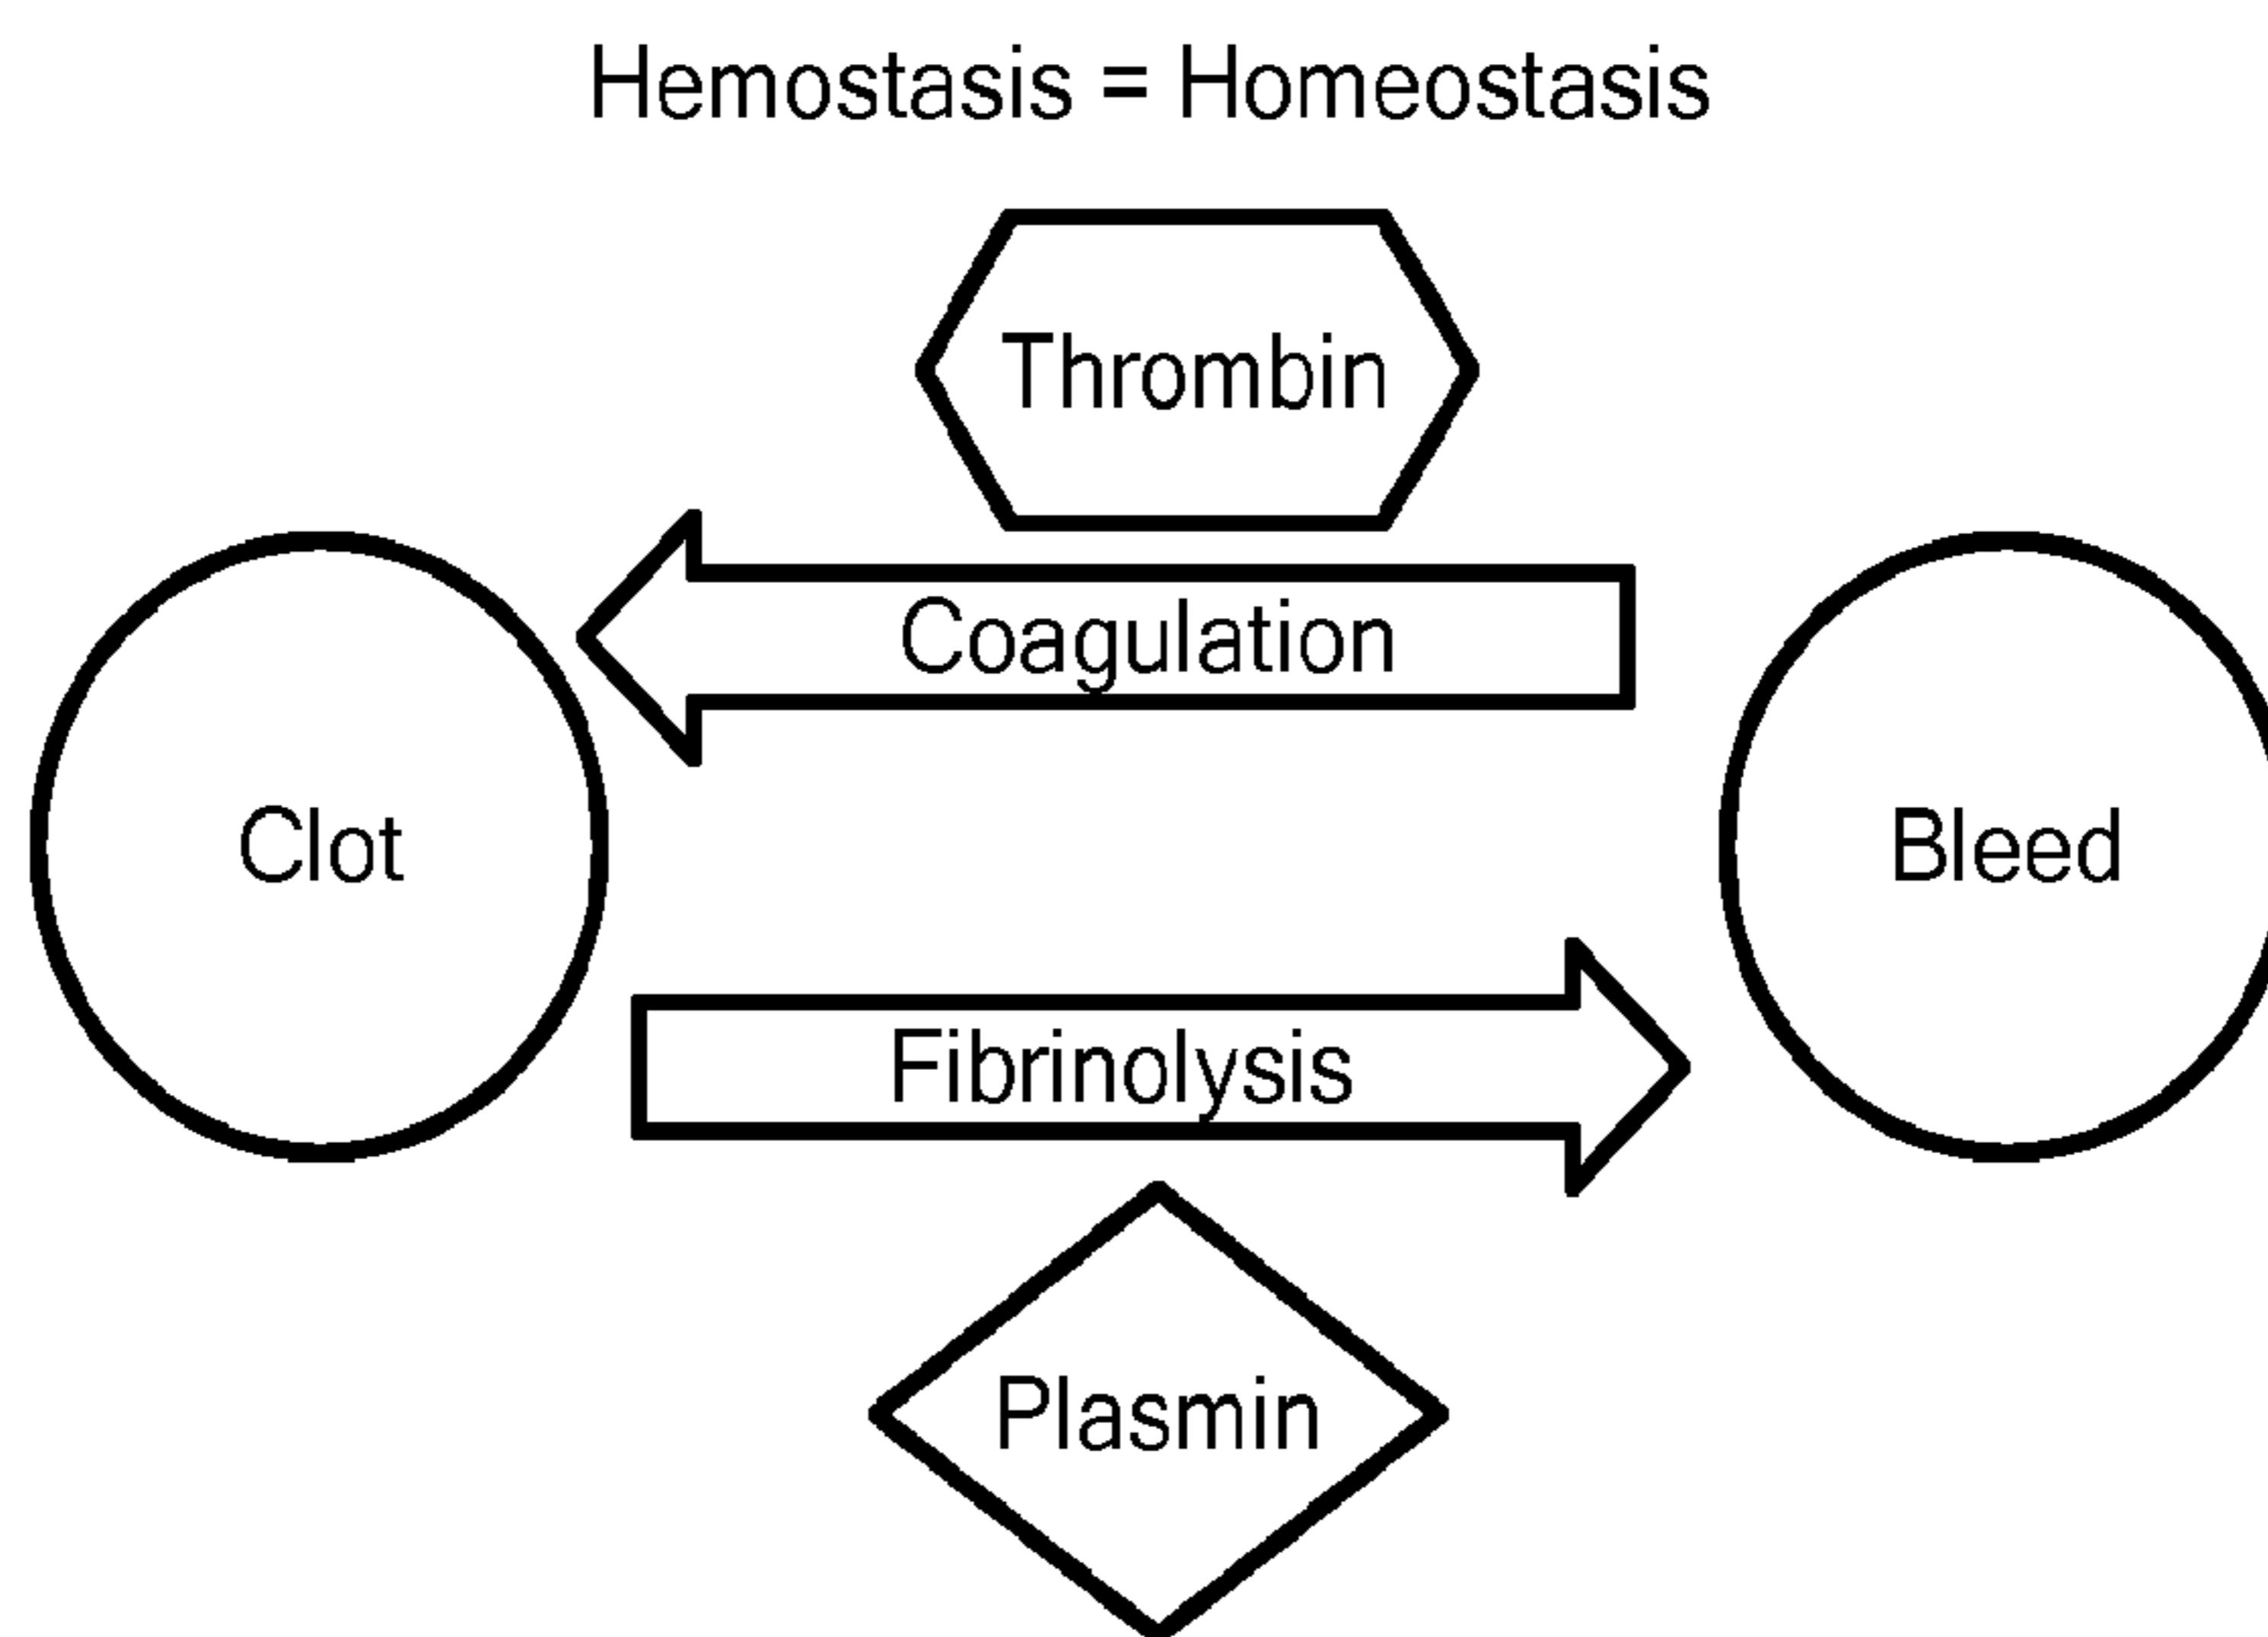 Hemostasis = Homeostasis
Thrombin
Coagulation
Clot
Bleed
Fibrinolysis
Plasmin